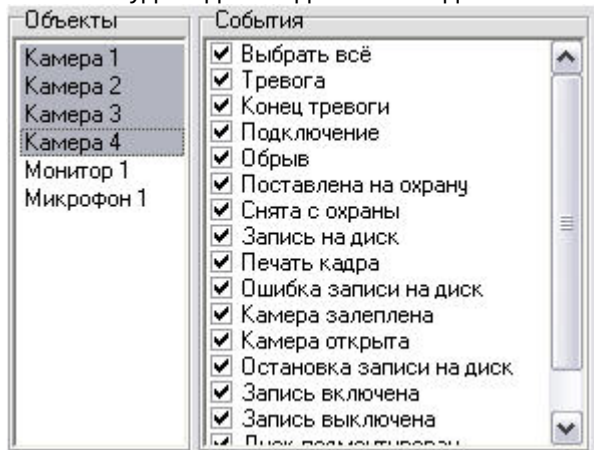 Объекты
Камера 1
Камера 2
Камера 3
Камера 4
Монитор 1
Микрофон 1
События
Выбрать всё
Тревога
Конец тревоги
Подключение
Обрыв
Поставлена на охрану
Снята с охраны
Запись на диск
Печать кадра
Ошибка записи на диск
Камера залеплена
Камера открыта
Остановка записи на диск
Запись включена
Запись выключена